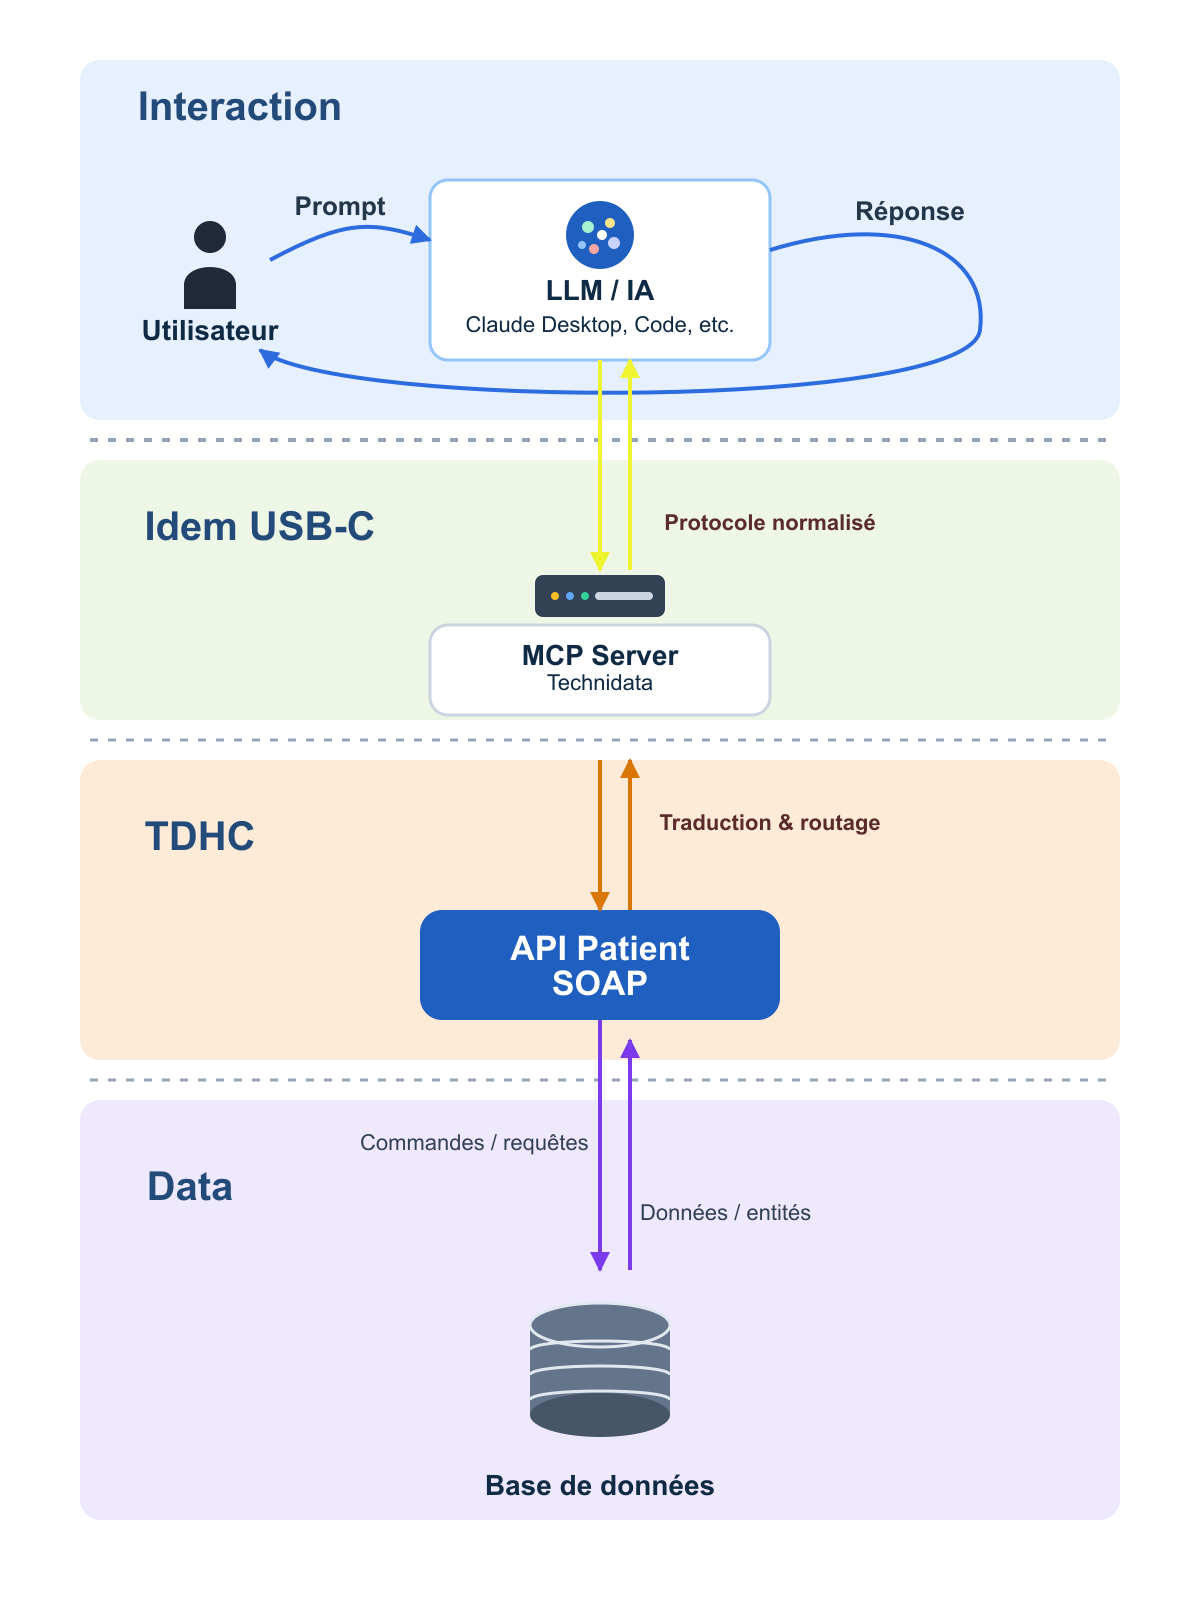 Interaction
Prompt
Réponse
LLM / IA
Claude Desktop, Code, etc.
Utilisateur
Idem USB-C
Protocole normalisé
MCP Server
Technidata
TDHC
Traduction & routage
API Patient
SOAP
Commandes / requêtes
Data
Données / entités
Base de données